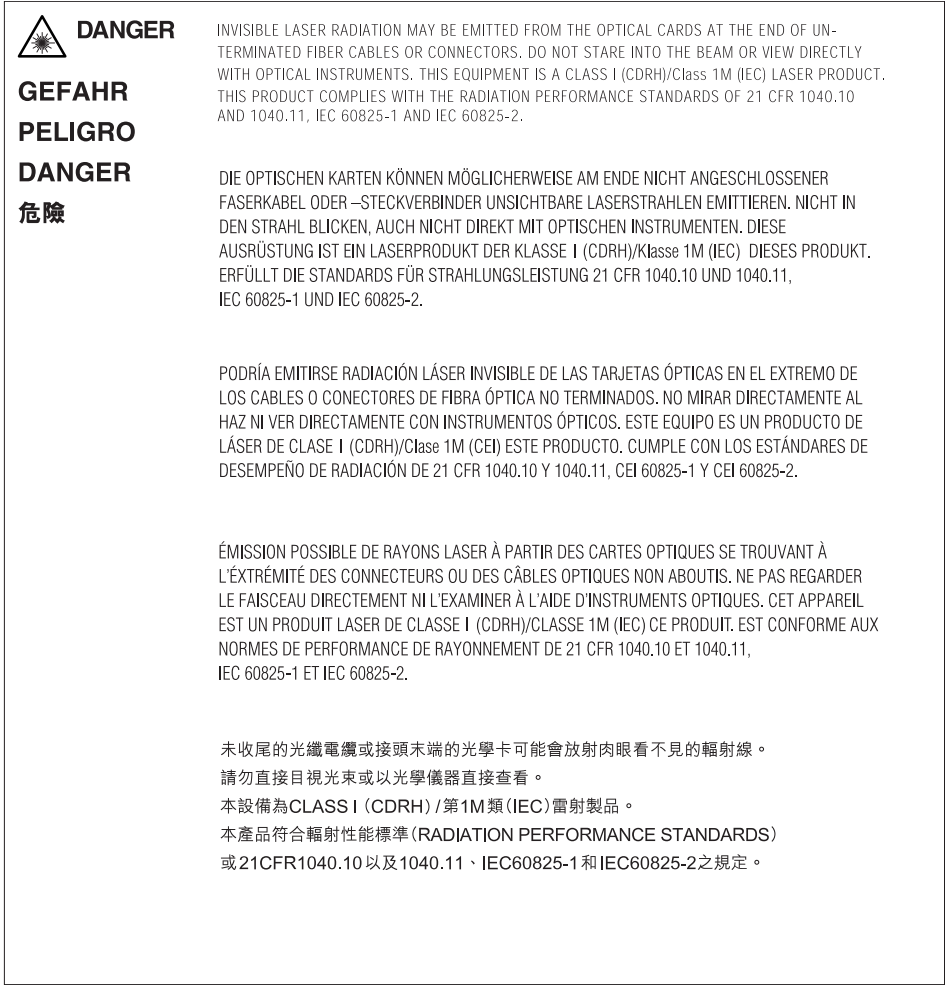 DANGER
GEFAHR
PELIGRO
DANGER
危險
INVISIBLE LASER RADIATION MAY BE EMITTED FROM THE OPTICAL CARDS AT THE END OF UN-
TERMINATED FIBER CABLES OR CONNECTORS. DO NOT STARE INTO THE BEAM OR VIEW DIRECTLY
WITH OPTICAL INSTRUMENTS. THIS EQUIPMENT IS A CLASS I (CDRH)/Class 1M (IEC) LASER PRODUCT.
THIS PRODUCT COMPLIES WITH THE RADIATION PERFORMANCE STANDARDS OF 21 CFR 1040.10
AND 1040.11, IEC 60825-1 AND IEC 60825-2.
DIE OPTISCHEN KARTEN KÖNNEN MÖGLICHERWEISE AM ENDE NICHT ANGESCHLOSSENER
FASERKABEL ODER –STECKVERBINDER UNSICHTBARE LASERSTRAHLEN EMITTIEREN. NICHT IN
DEN STRAHL BLICKEN, AUCH NICHT DIREKT MIT OPTISCHEN INSTRUMENTEN. DIESE
AUSRÜSTUNG IST EIN LASERPRODUKT DER KLASSE I (CDRH)/Klasse 1M (IEC) DIESES PRODUKT.
ERFÜLLT DIE STANDARDS FÜR STRAHLUNGSLEISTUNG 21 CFR 1040.10 UND 1040.11,
IEC 60825-1 UND IEC 60825-2.
PODRÍA EMITIRSE RADIACIÓN LÁSER INVISIBLE DE LAS TARJETAS ÓPTICAS EN EL EXTREMO DE
LOS CABLES O CONECTORES DE FIBRA ÓPTICA NO TERMINADOS. NO MIRAR DIRECTAMENTE AL
HAZ NI VER DIRECTAMENTE CON INSTRUMENTOS ÓPTICOS. ESTE EQUIPO ES UN PRODUCTO DE
LÁSER DE CLASE I (CDRH)/Clase 1M (CEI) ESTE PRODUCTO. CUMPLE CON LOS ESTÁNDARES DE
DESEMPEÑO DE RADIACIÓN DE 21 CFR 1040.10 Y 1040.11, CEI 60825-1 Y CEI 60825-2.
ÉMISSION POSSIBLE DE RAYONS LASER À PARTIR DES CARTES OPTIQUES SE TROUVANT À
L'ÉXTRÉMITÉ DES CONNECTEURS OU DES CÂBLES OPTIQUES NON ABOUTIS. NE PAS REGARDER
LE FAISCEAU DIRECTEMENT NI L'EXAMINER À L'AIDE D'INSTRUMENTS OPTIQUES. CET APPAREIL
EST UN PRODUIT LASER DE CLASSE I (CDRH)/CLASSE 1M (IEC) CE PRODUIT. EST CONFORME AUX
NORMES DE PERFORMANCE DE RAYONNEMENT DE 21 CFR 1040.10 ET 1040.11,
IEC 60825-1 ET IEC 60825-2.
未收尾的光纖電纜或接頭末端的光學卡可能會放射肉眼看不見的輻射線。
請勿直接目視光束或以光學儀器直接查看。
本設備為CLASS I（CDRH）/第1M類（IEC）雷射製品。
本產品符合輻射性能標準（RADIATION PERFORMANCE STANDARDS）
或21CFR1040.10以及1040.11、IEC60825-1和IEC60825-2之規定。